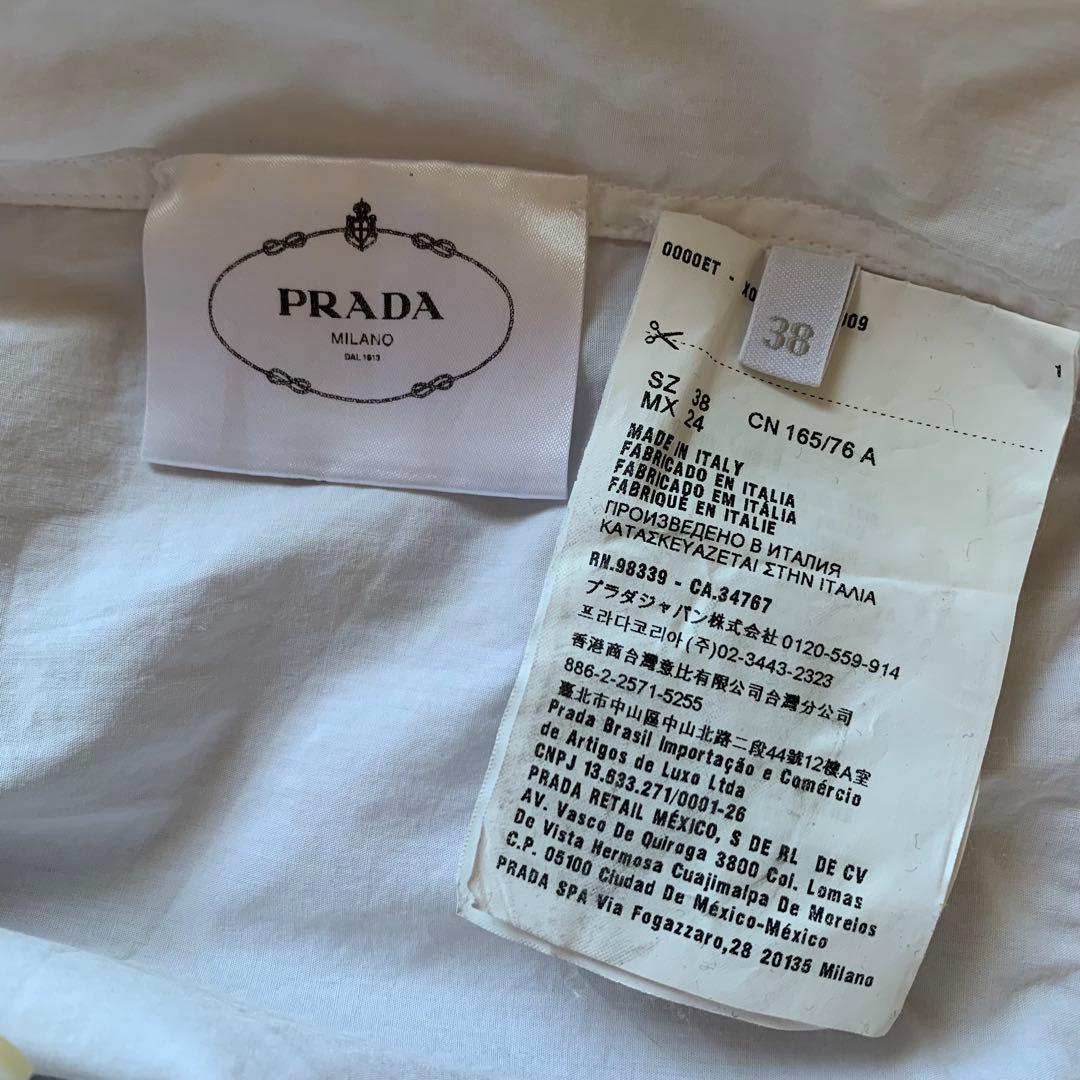 PRADA
MILANO
DAL 1913
0000ET -
38
1
SZ 38
MX 24
CN 165/76 A
MADE IN ITALY
FABRICADO EN ITALIA
FABRICADO EM ITÁLIA
FABRIQUÉ EN ITALIE
ПРОИЗВЕДЕНО В ИТАЛИЯ
ΚΑΤΑΣΚΕΥΑΖΕΤΑΙ ΣΤΗΝ ΙΤΑΛΙΑ
RN.98339 - CA.34767
プラダジャパン株式会社 0120-559-914
프라다코리아(주)02-3443-2323
香港商台灣意比有限公司台灣分公司
886-2-2571-5255
臺北市中山區中山北路二段44號12樓A室
Prada Brasil Importação e Comércio
de Artigos de Luxo Ltda
CNPJ 13.633.271/0001-26
PRADA RETAIL MÉXICO, S DE RL DE CV
AV. Vasco De Quiroga 3800 Col. Lomas
De Vista Hermosa Cuajimalpa De Morelos
C.P. 05100 Ciudad De México-México
PRADA SPA Via Fogazzaro,28 20135 Milano